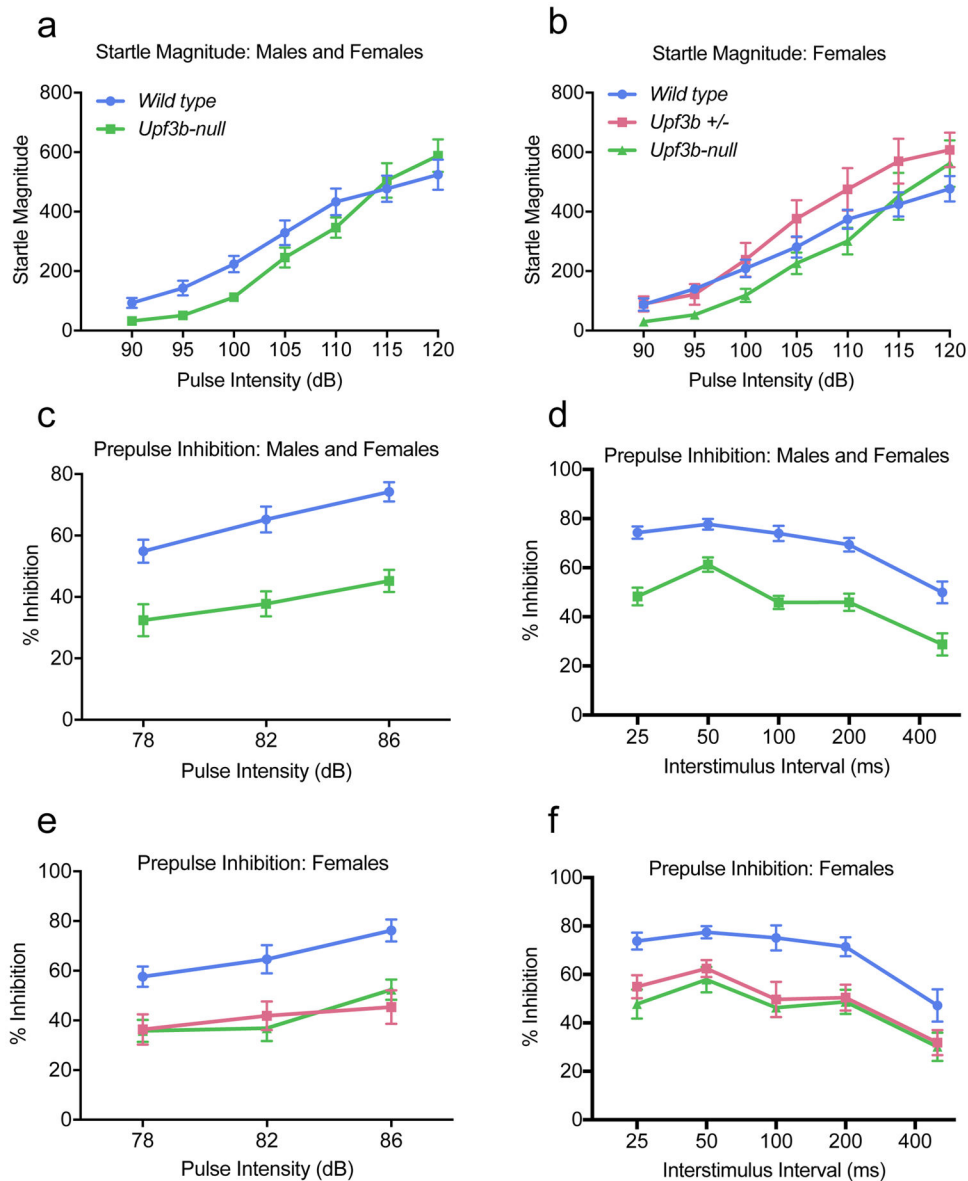 a
Startle Magnitude: Males and Females
Startle Magnitude
800
600
400
200
0
Wild type
Upf3b-null
90 95 100 105 110 115 120
Pulse Intensity (dB)
b
Startle Magnitude: Females
Startle Magnitude
800
600
400
200
0
Wild type
Upf3b +/-
Upf3b-null
90 95 100 105 110 115 120
Pulse Intensity (dB)
c
Prepulse Inhibition: Males and Females
% Inhibition
80
60
40
20
0
78 82 86
Pulse Intensity (dB)
d
Prepulse Inhibition: Males and Females
% Inhibition
100
80
60
40
20
0
25 50 100 200 400
Interstimulus Interval (ms)
e
Prepulse Inhibition: Females
% Inhibition
100
80
60
40
20
0
78 82 86
Pulse Intensity (dB)
f
Prepulse Inhibition: Females
% Inhibition
100
80
60
40
20
0
25 50 100 200 400
Interstimulus Interval (ms)